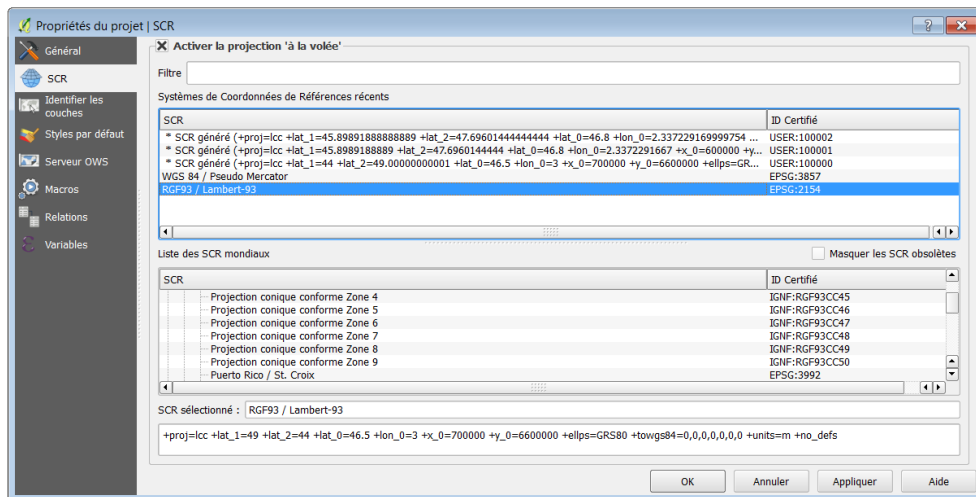 Propriétés du projet | SCR
Général
SCR
Identifier les
couches
Styles par défaut
Serveur OWS
Macros
Relations
Variables
Activer la projection 'à la volée'
Filtre
Systèmes de Coordonnées de Références récents
SCR ID Certifié
* SCR généré (+proj=lcc +lat_1=45.89891888888889 +lat_2=47.69601444444444 +lat_0=46.8 +lon_0=2.337229169999754 ... USER:100002
* SCR généré (+proj=lcc +lat_1=45.8989188889 +lat_2=47.6960144444 +lat_0=46.8 +lon_0=2.3372291667 +x_0=600000 +y... USER:100001
* SCR généré (+proj=lcc +lat_1=44 +lat_2=49.00000000001 +lat_0=46.5 +lon_0=3 +x_0=700000 +y_0=6600000 +ellps=GR... USER:100000
WGS 84 / Pseudo Mercator EPSG:3857
RGF93 / Lambert-93 EPSG:2154
Liste des SCR mondiaux Masquer les SCR obsolètes
SCR ID Certifié
Projection conique conforme Zone 4 IGNF:RGF93CC45
Projection conique conforme Zone 5 IGNF:RGF93CC46
Projection conique conforme Zone 6 IGNF:RGF93CC47
Projection conique conforme Zone 7 IGNF:RGF93CC48
Projection conique conforme Zone 8 IGNF:RGF93CC49
Projection conique conforme Zone 9 IGNF:RGF93CC50
Puerto Rico / St. Croix EPSG:3992
SCR sélectionné : RGF93 / Lambert-93
+proj=lcc +lat_1=49 +lat_2=44 +lat_0=46.5 +lon_0=3 +x_0=700000 +y_0=6600000 +ellps=GRS80 +towgs84=0,0,0,0,0,0,0 +units=m +no_defs
OK Annuler Appliquer Aide